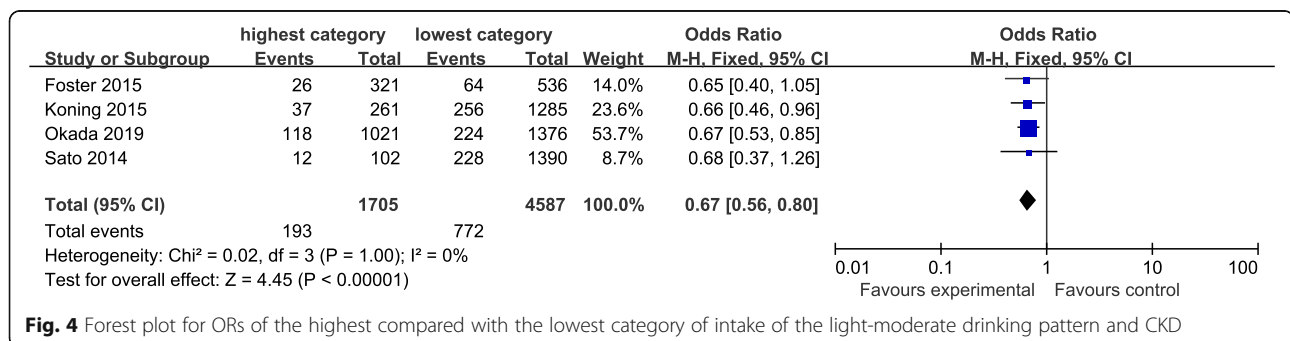 highest category lowest category Odds Ratio Odds Ratio
Study or Subgroup Events Total Events Total Weight M-H, Fixed, 95% CI M-H, Fixed, 95% CI
Foster 2015 26 321 64 536 14.0% 0.65 [0.40, 1.05]
Koning 2015 37 261 256 1285 23.6% 0.66 [0.46, 0.96]
Okada 2019 118 1021 224 1376 53.7% 0.67 [0.53, 0.85]
Sato 2014 12 102 228 1390 8.7% 0.68 [0.37, 1.26]
Total (95% CI) 1705 4587 100.0% 0.67 [0.56, 0.80]
Total events 193 772
Heterogeneity: Chi² = 0.02, df = 3 (P = 1.00); I² = 0%
Test for overall effect: Z = 4.45 (P < 0.00001)
0.01 0.1 1 10 100
Favours experimental Favours control
Fig. 4 Forest plot for ORs of the highest compared with the lowest category of intake of the light-moderate drinking pattern and CKD